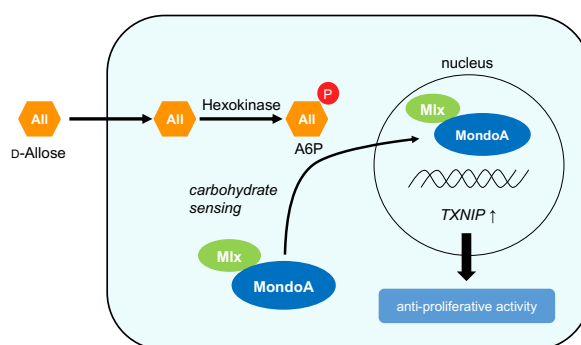 nucleus
P
Mlx
Hexokinase
All
All
All
MondoA
D-Allose
A6P
carbohydrate
sensing
TXNIP ↑
Mlx
MondoA
anti-proliferative activity